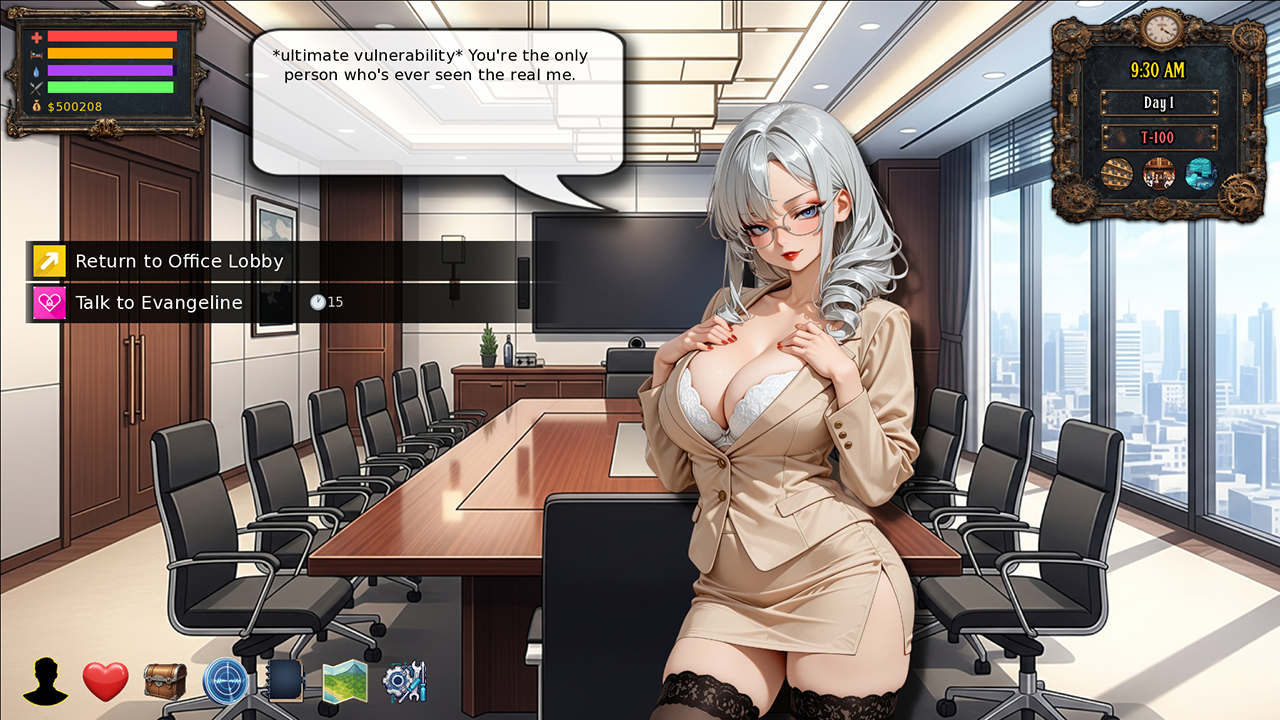 *ultimate vulnerability* You're the only
person who's ever seen the real me.
$500208
9:30 AM
Day 1
T-100
Return to Office Lobby
Talk to Evangeline 15